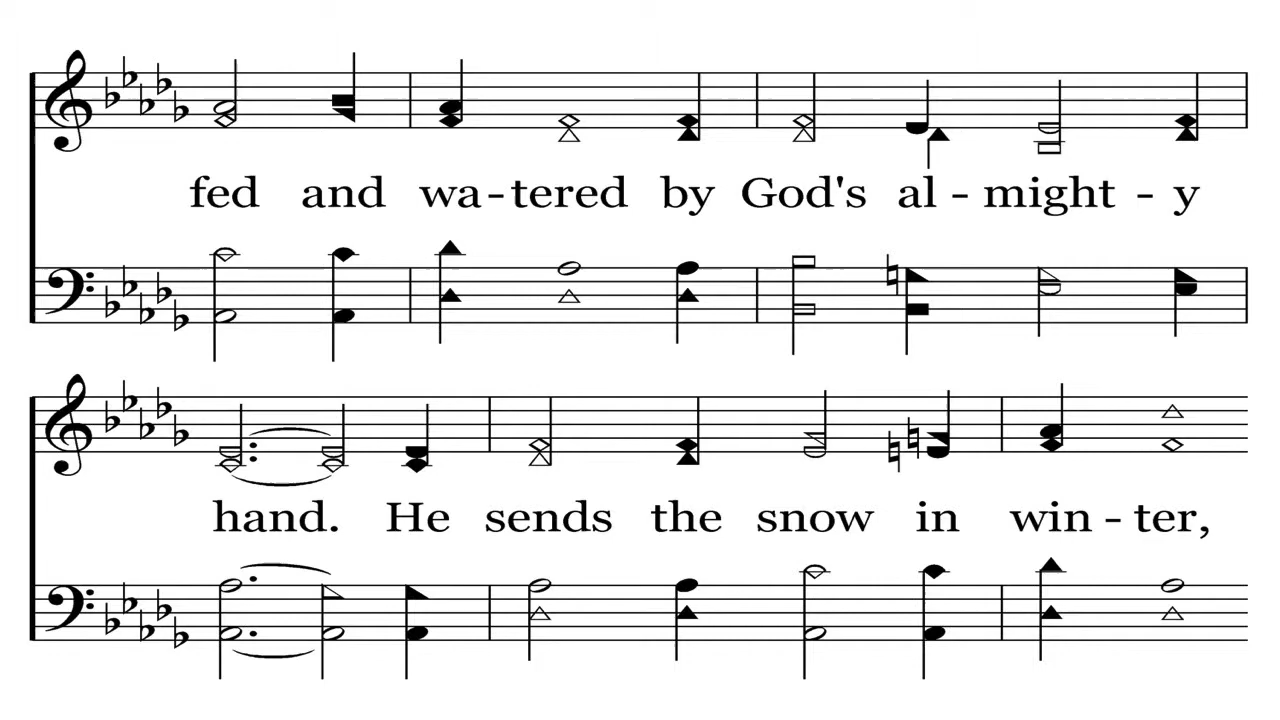 fed and wa-tered by God's al - might - y
hand. He sends the snow in win - ter,